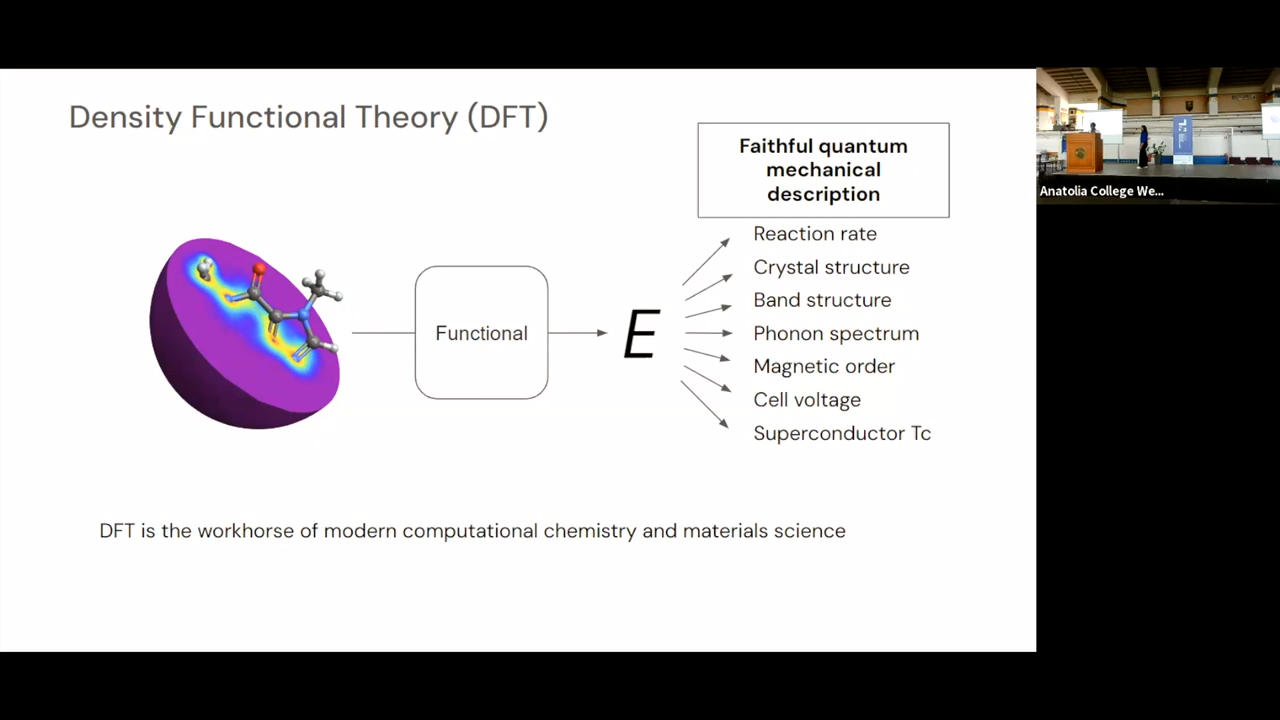 Density Functional Theory (DFT)
Faithful quantum
mechanical
description
Functional
E
Reaction rate
Crystal structure
Band structure
Phonon spectrum
Magnetic order
Cell voltage
Superconductor Tc
DFT is the workhorse of modern computational chemistry and materials science
Anatolia College We...